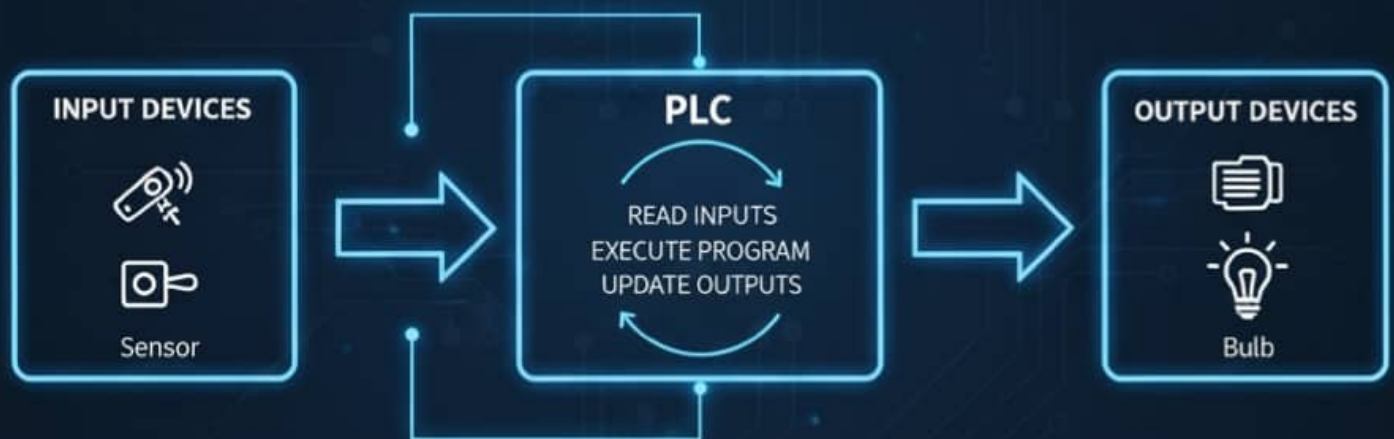 INPUT DEVICES
Sensor
PLC
READ INPUTS
EXECUTE PROGRAM
UPDATE OUTPUTS
OUTPUT DEVICES
Bulb